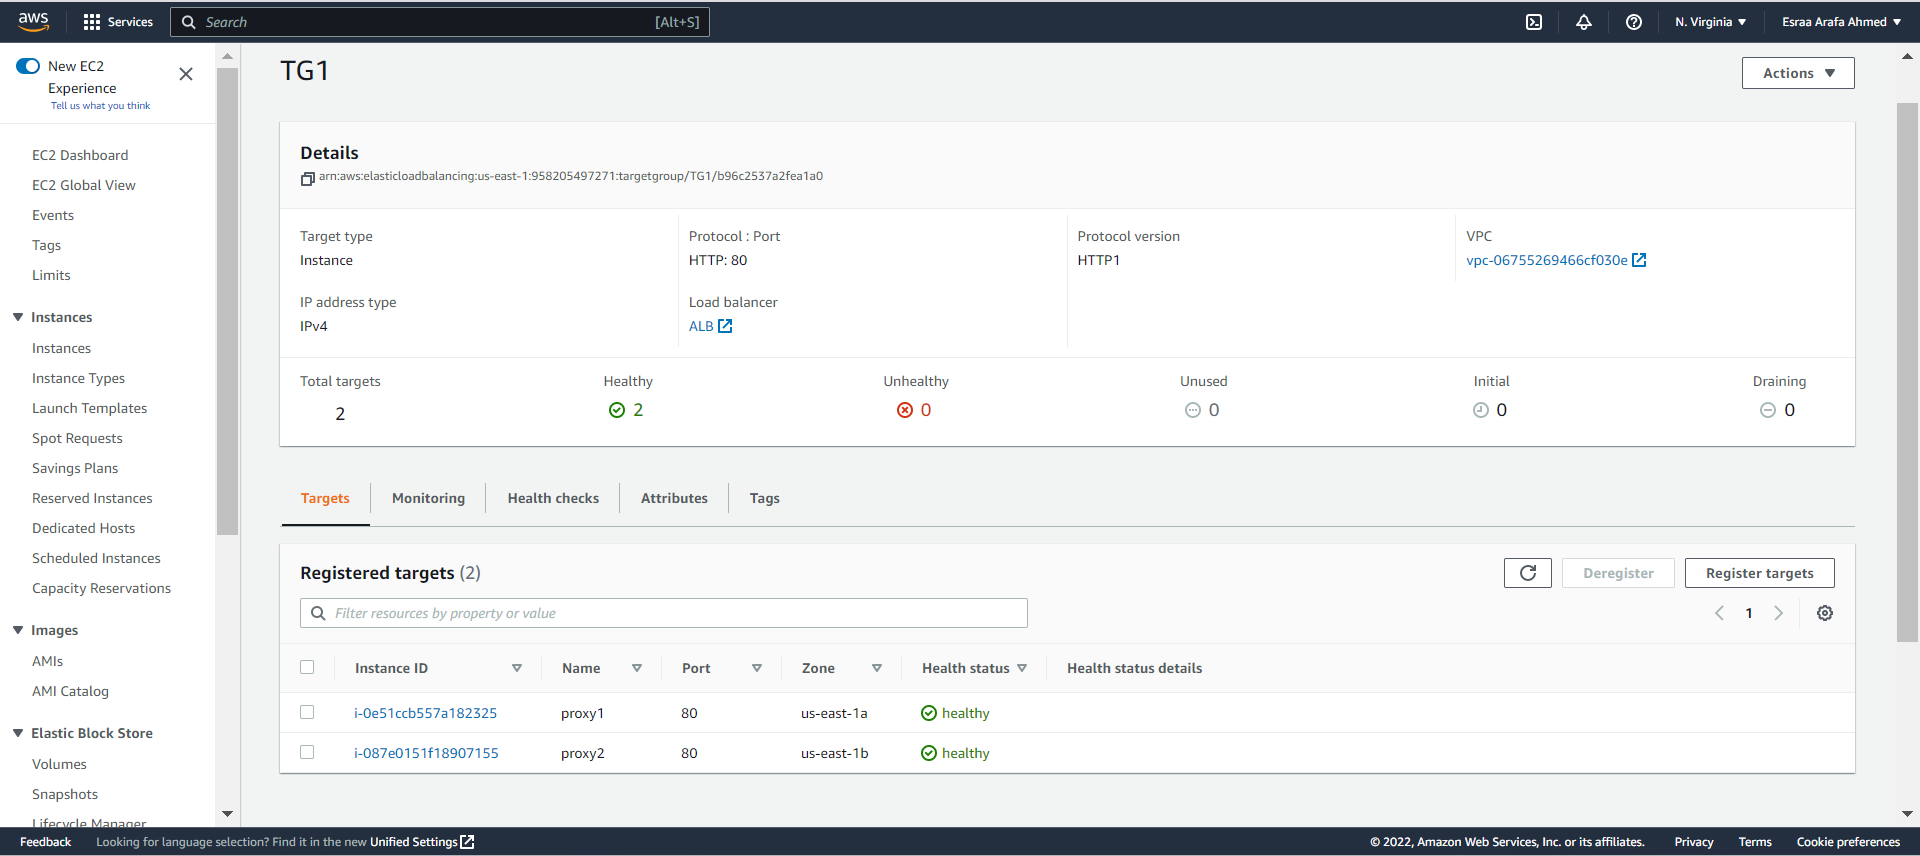 aws Services Search [Alt+S] N. Virginia Esraa Arafa Ahmed
New EC2
Experience
Tell us what you think
EC2 Dashboard
EC2 Global View
Events
Tags
Limits
Instances
Instances
Instance Types
Launch Templates
Spot Requests
Savings Plans
Reserved Instances
Dedicated Hosts
Scheduled Instances
Capacity Reservations
Images
AMIs
AMI Catalog
Elastic Block Store
Volumes
Snapshots
Lifecycle Manager
TG1
Actions
Details
arn:aws:elasticloadbalancing:us-east-1:958205497271:targetgroup/TG1/b96c2537a2fea1a0
Target type Protocol : Port Protocol version VPC
Instance HTTP: 80 HTTP1 vpc-06755269466cf030e
IP address type Load balancer
IPv4 ALB
Total targets Healthy Unhealthy Unused Initial Draining
2 2 0 0 0 0
Targets Monitoring Health checks Attributes Tags
Registered targets (2) Deregister Register targets
Filter resources by property or value 1
Instance ID Name Port Zone Health status Health status details
i-0e51ccb557a182325 proxy1 80 us-east-1a healthy
i-087e0151f18907155 proxy2 80 us-east-1b healthy
Feedback Looking for language selection? Find it in the new Unified Settings © 2022, Amazon Web Services, Inc. or its affiliates. Privacy Terms Cookie preferences